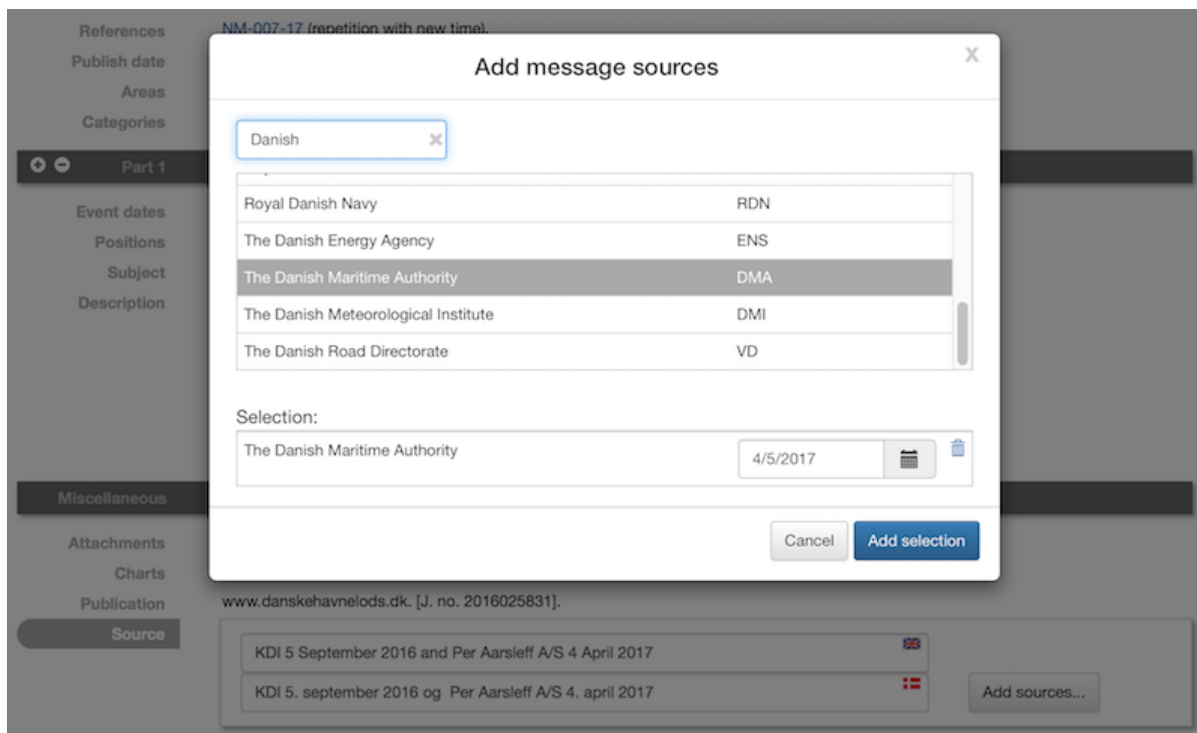 References
NM-007-17 (repetition with new time).
Publish date
Areas
Categories
Part 1
Event dates
Positions
Subject
Description
Miscellaneous
Attachments
Charts
Publication
www.danskehavnelods.dk. [J. no. 2016025831].
Source
KDI 5 September 2016 and Per Aarsleff A/S 4 April 2017
KDI 5. september 2016 og Per Aarsleff A/S 4. april 2017
Add sources...
Add message sources
X
Danish
Royal Danish Navy RDN
The Danish Energy Agency ENS
The Danish Maritime Authority DMA
The Danish Meteorological Institute DMI
The Danish Road Directorate VD
Selection:
The Danish Maritime Authority 4/5/2017
Cancel Add selection